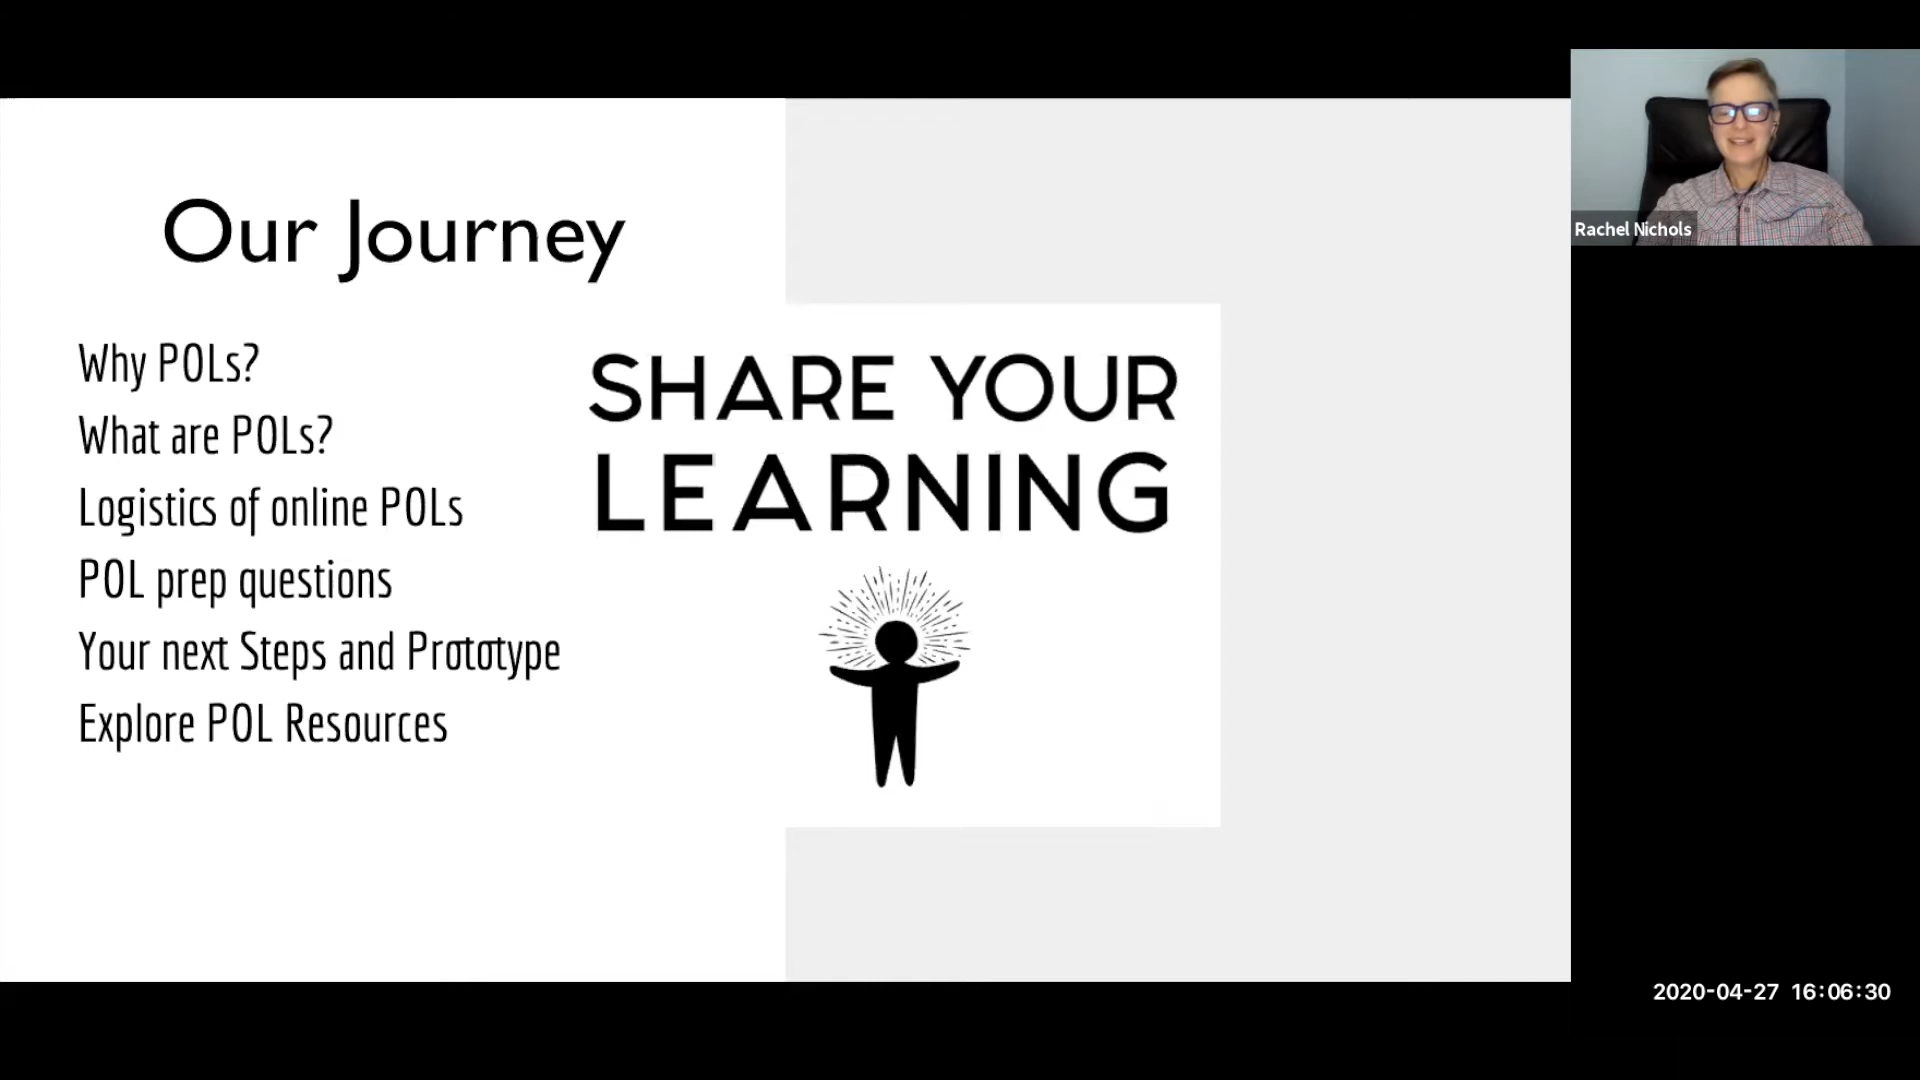 Our Journey
Why POLs?
What are POLs?
Logistics of online POLs
POL prep questions
Your next Steps and Prototype
Explore POL Resources
SHARE YOUR
LEARNING
Rachel Nichols
2020-04-27 16:06:30